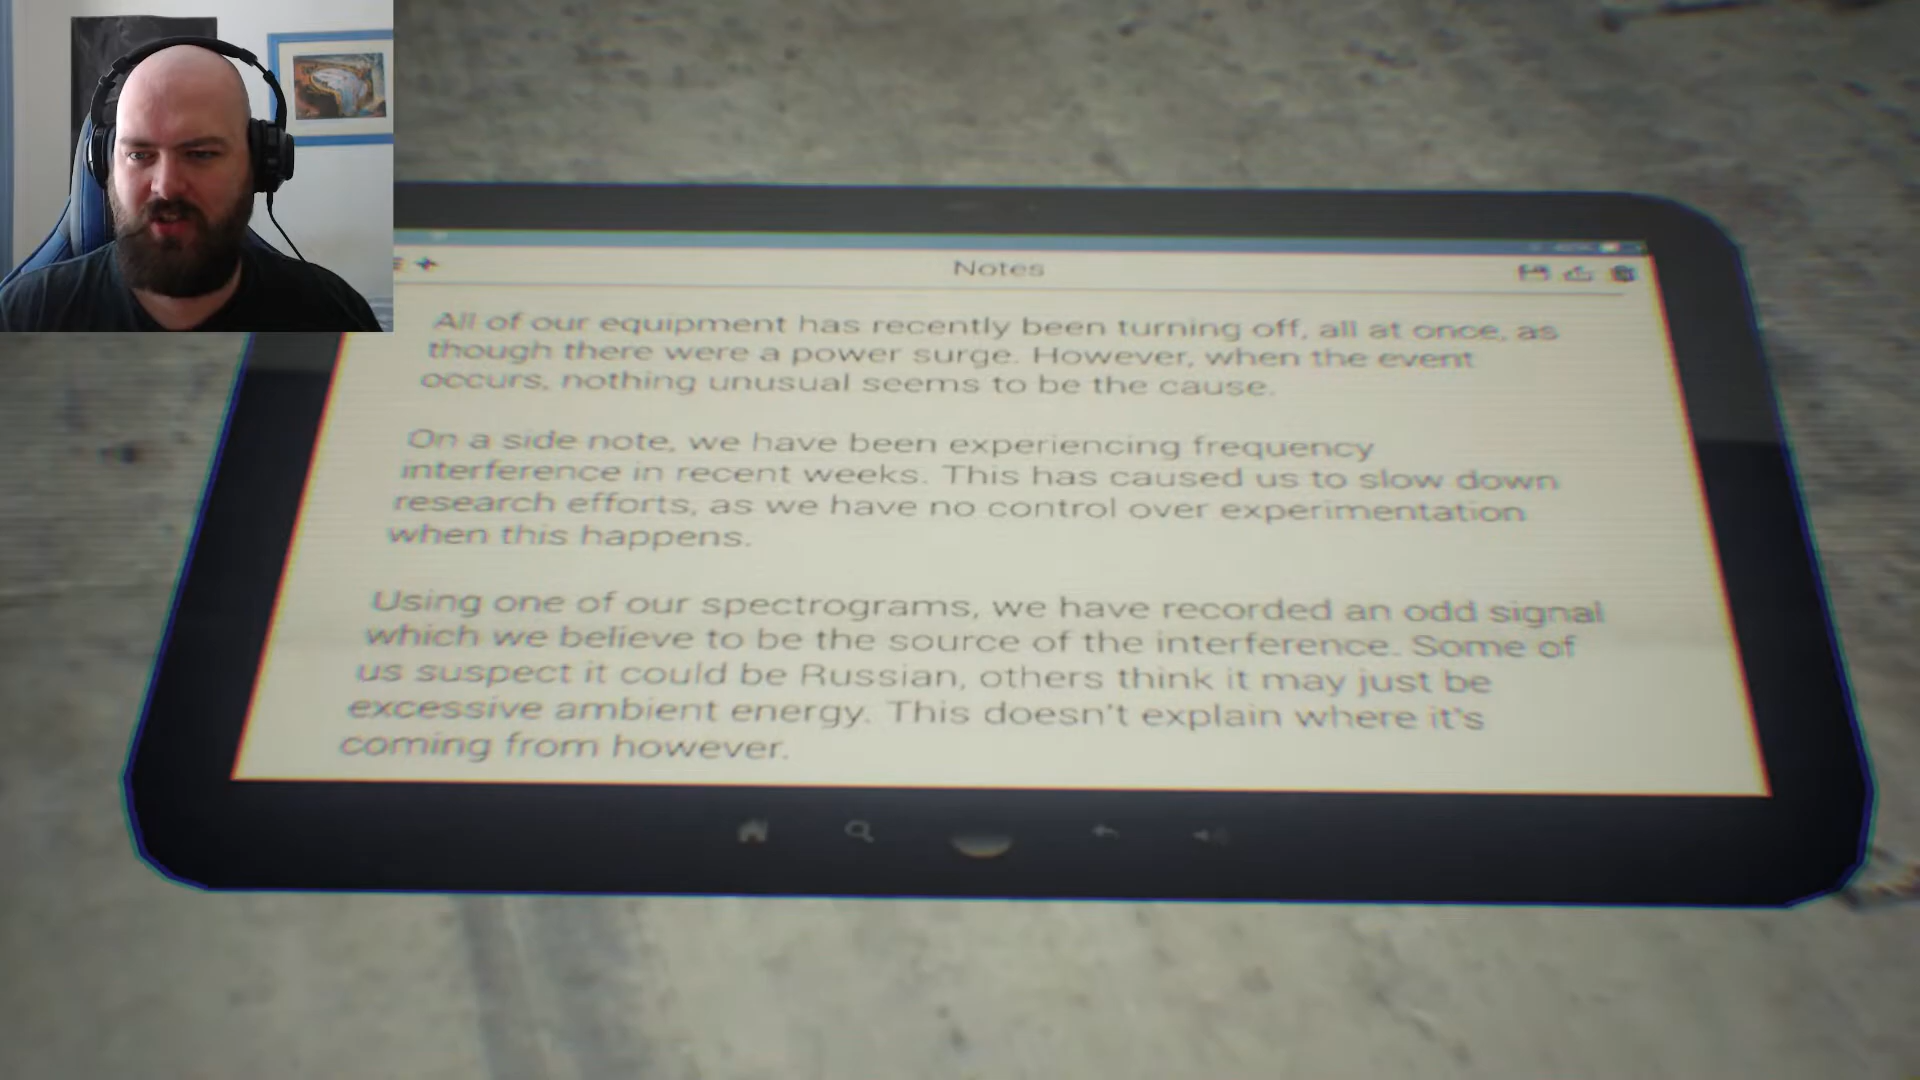 Notes
All of our equipment has recently been turning off, all at once, as
though there were a power surge. However, when the event
occurs, nothing unusual seems to be the cause.
On a side note, we have been experiencing frequency
interference in recent weeks. This has caused us to slow down
research efforts, as we have no control over experimentation
when this happens.
Using one of our spectrograms, we have recorded an odd signal
which we believe to be the source of the interference. Some of
us suspect it could be Russian, others think it may just be
excessive ambient energy. This doesn't explain where it's
coming from however.